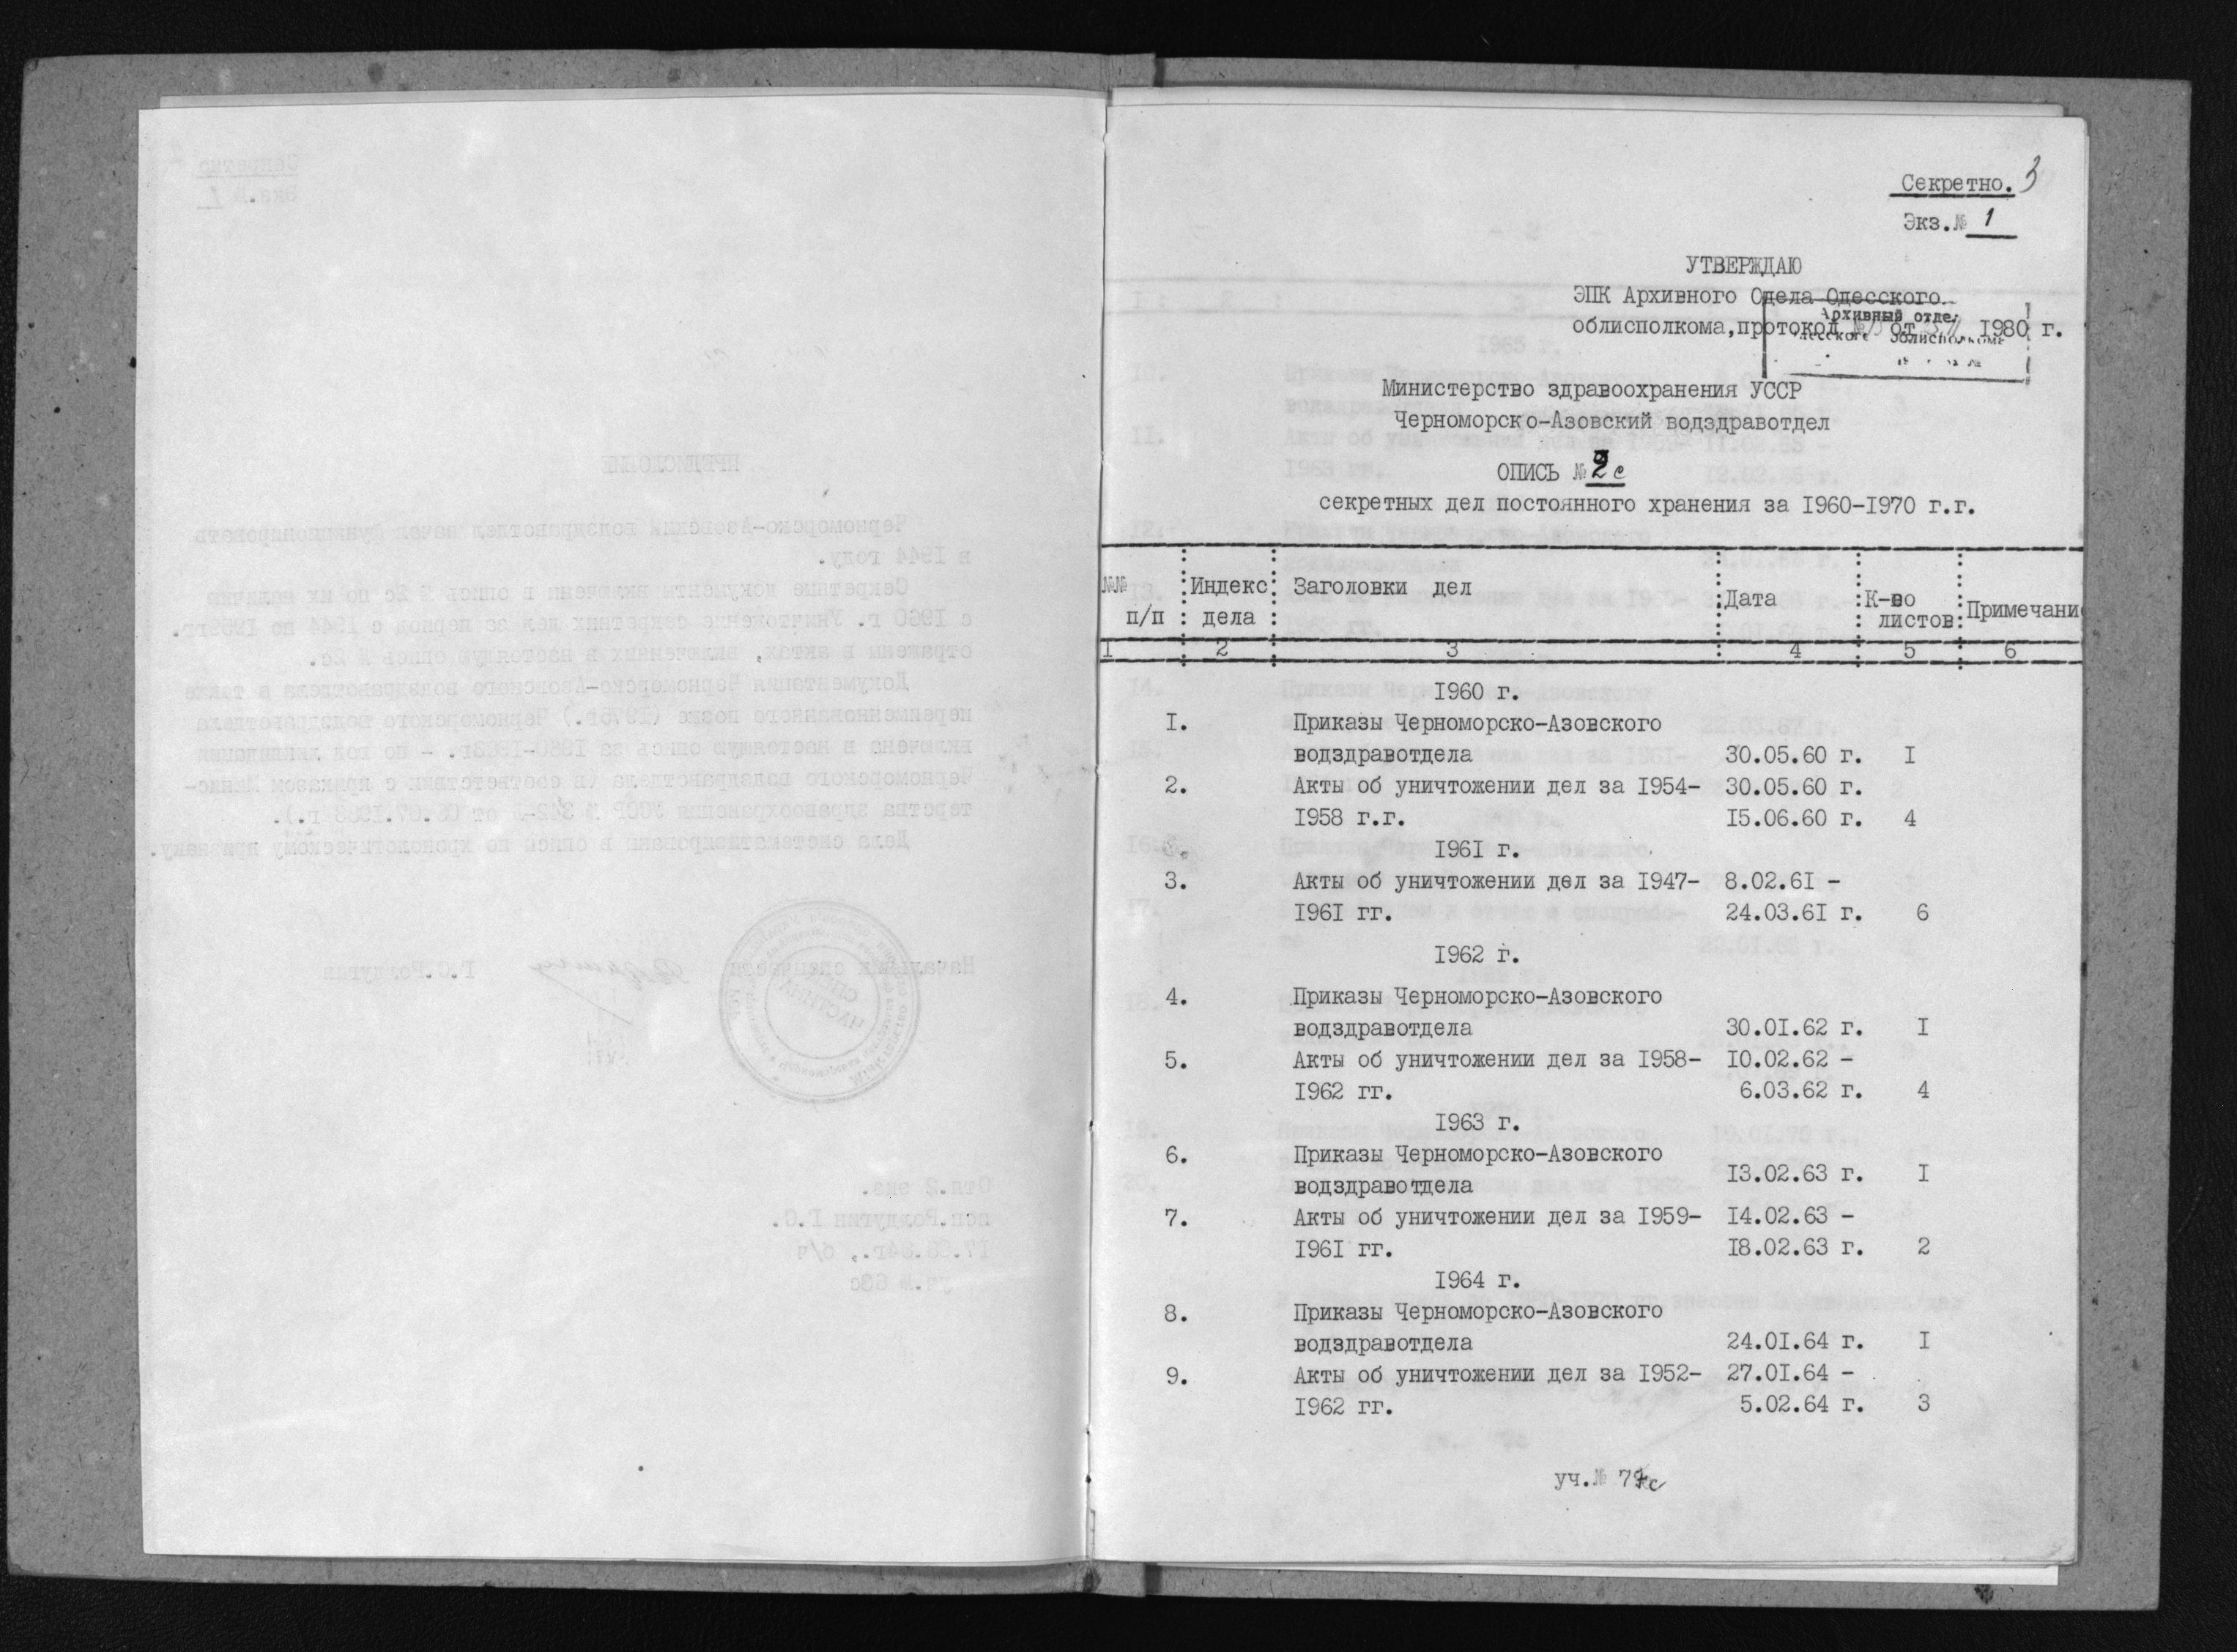 Секретно. 3
Экз.№ 1
УТВЕРЖДАЮ
ЭПК Архивного Одела Одесского
облисполкома,протокол № от 1980 г.
Архивный отде
облисполкома
Министерство здравоохранения УССР
Черноморско-Азовский водздравотдел
ОПИСЬ № 2с
секретных дел постоянного хранения за I960-I970 г.г.
№№ п/п : Индекс дела : Заголовки дел : Дата : К-во листов: Примечани
I : 2 : 3 : 4 : 5 : 6
I960 г.
I. Приказы Черноморско-Азовского
водздравотдела 30.05.60 г. I
2. Акты об уничтожении дел за I954- 30.05.60 г.
I958 г.г. I5.06.60 г. 4
I96I г.
3. Акты об уничтожении дел за I947- 8.02.6I -
I96I гг. 24.03.6I г. 6
I962 г.
4. Приказы Черноморско-Азовского
водздравотдела 30.0I.62 г. I
5. Акты об уничтожении дел за I958- I0.02.62 -
I962 гг. 6.03.62 г. 4
I963 г.
6. Приказы Черноморско-Азовского
водздравотдела I3.02.63 г. I
7. Акты об уничтожении дел за I959- I4.02.63 -
I96I гг. I8.02.63 г. 2
I964 г.
8. Приказы Черноморско-Азовского
водздравотдела 24.0I.64 г. I
9. Акты об уничтожении дел за I952- 27.0I.64 -
I962 гг. 5.02.64 г. 3
уч.№